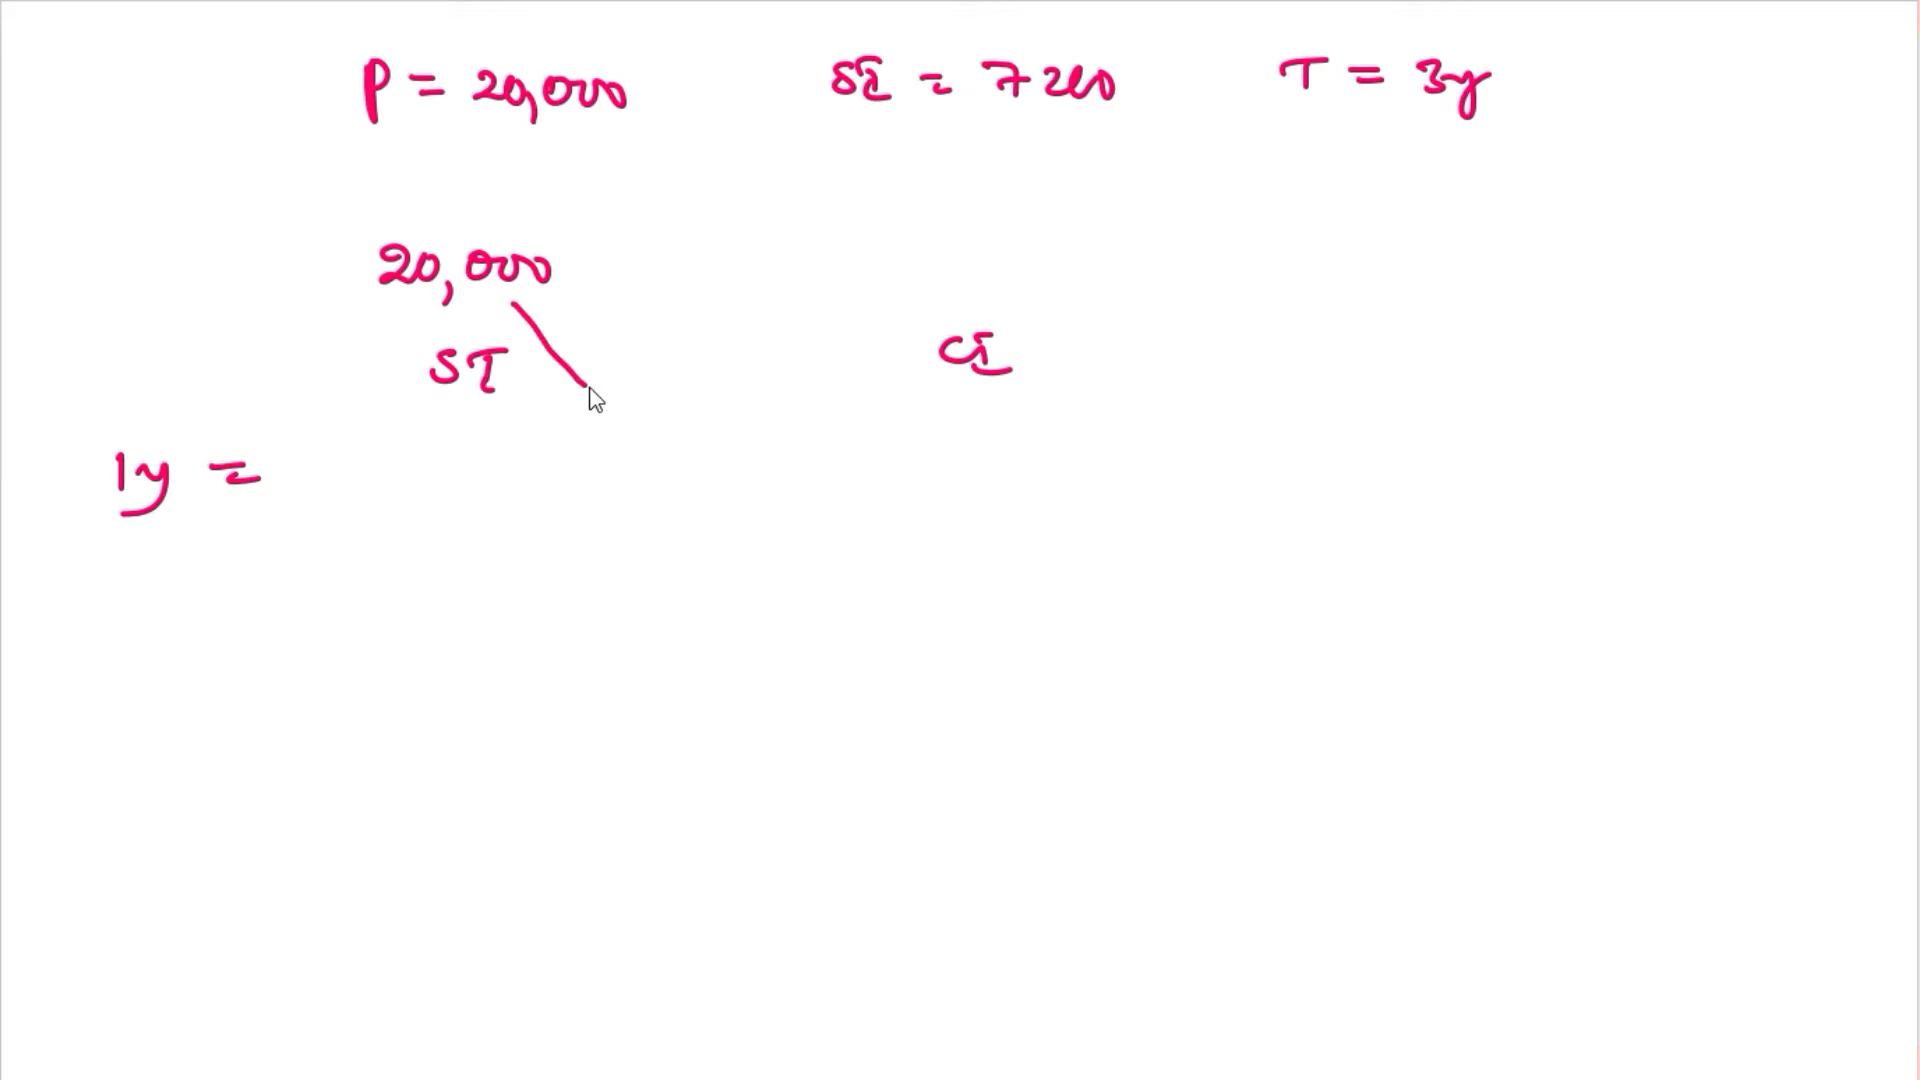 P = 20,000 SI = 7200 T = 3y
20,000
SI CI
1y =